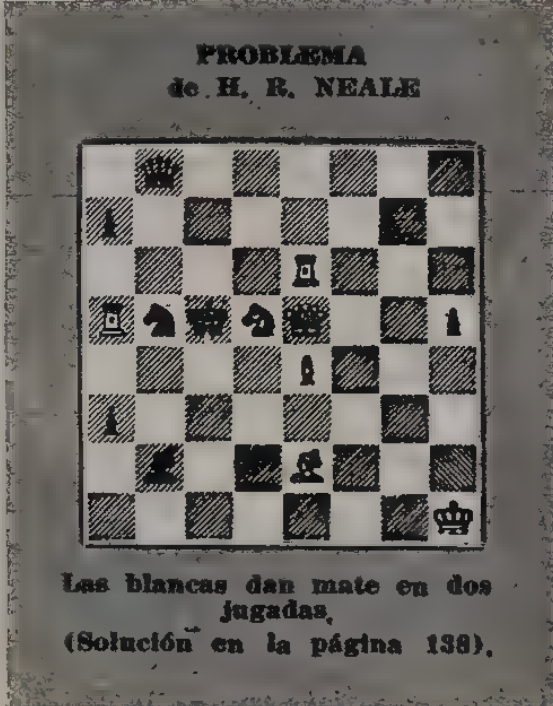 PROBLEMA
de H. R. NEALE
Las blancas dan mate en dos
jugadas.
(Solución en la página 138).